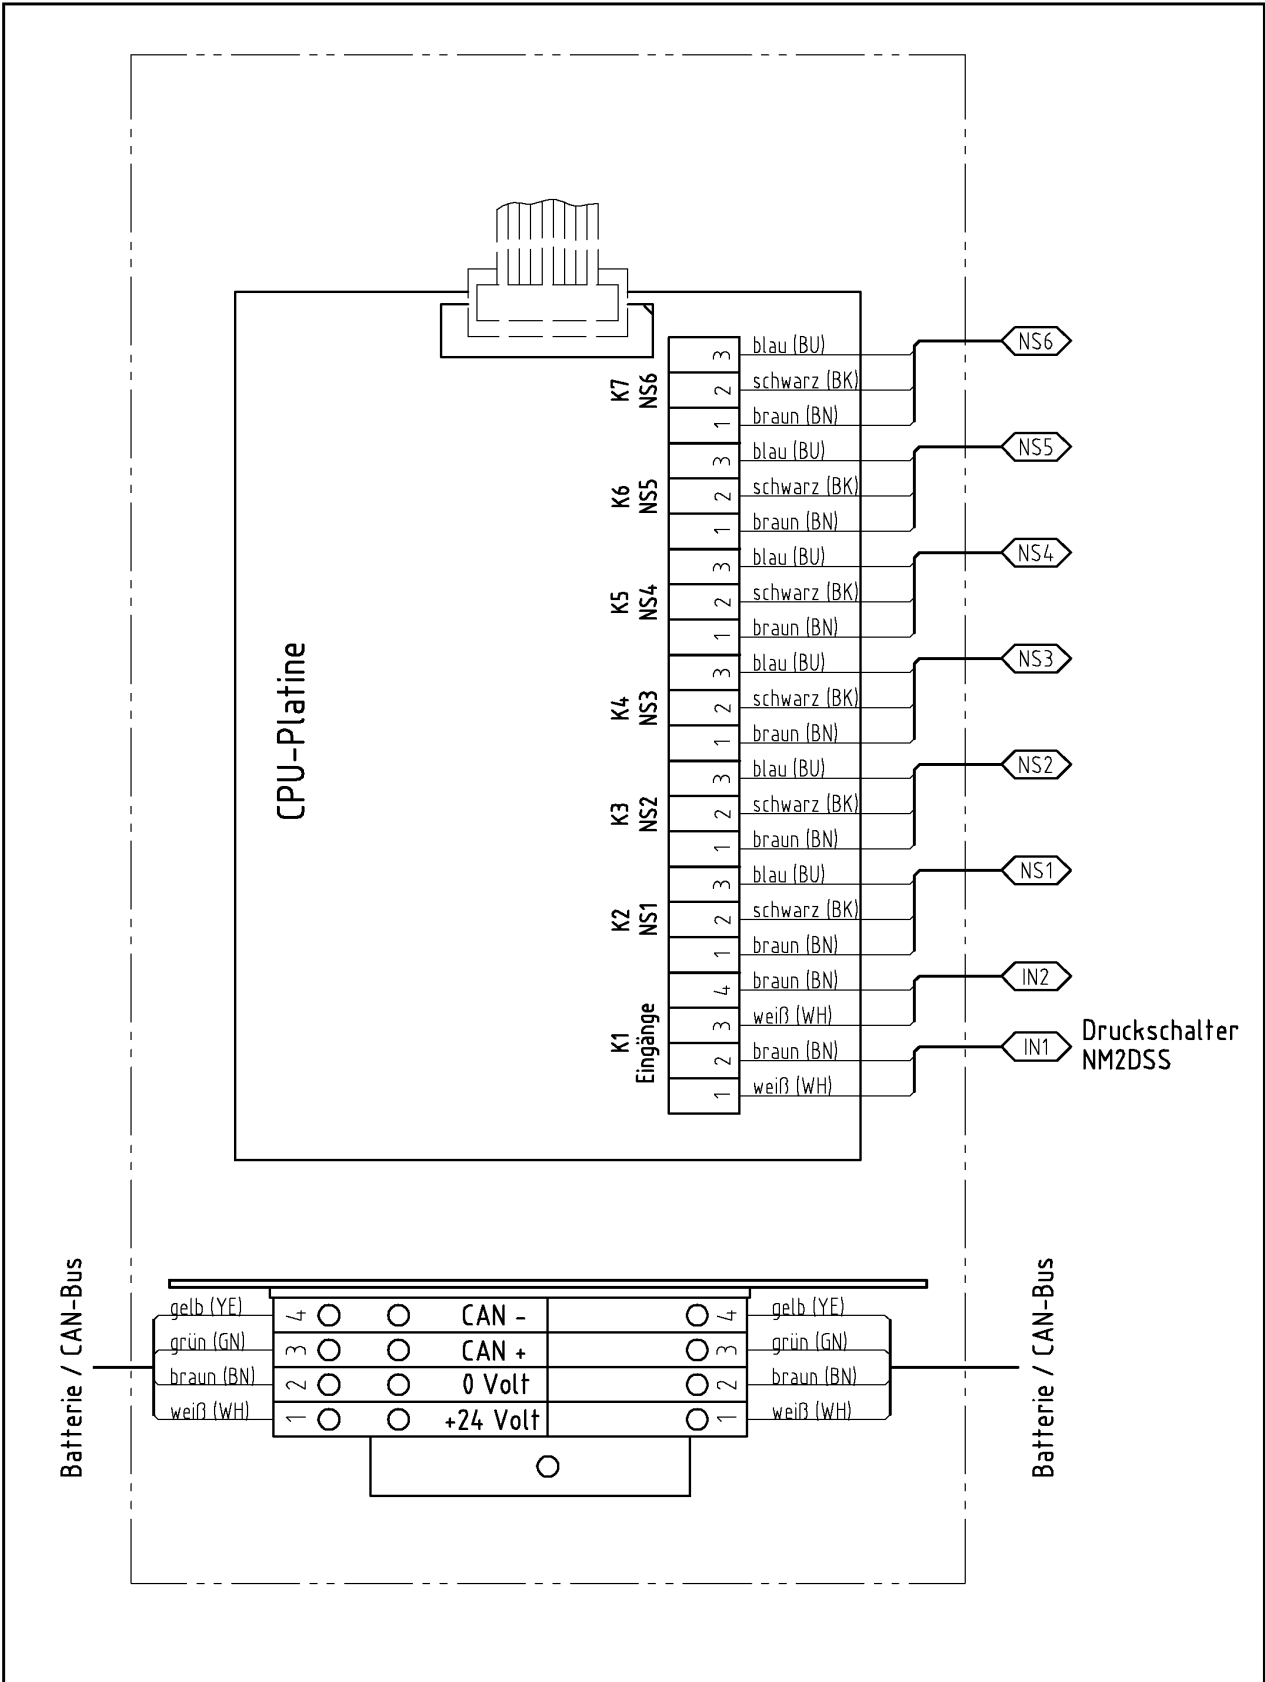 CPU-Platine
K7
NS6
3
blau (BU)
2
schwarz (BK)
1
braun (BN)
NS6
K6
NS5
3
blau (BU)
2
schwarz (BK)
1
braun (BN)
NS5
K5
NS4
3
blau (BU)
2
schwarz (BK)
1
braun (BN)
NS4
K4
NS3
3
blau (BU)
2
schwarz (BK)
1
braun (BN)
NS3
K3
NS2
3
blau (BU)
2
schwarz (BK)
1
braun (BN)
NS2
K2
NS1
3
blau (BU)
2
schwarz (BK)
1
braun (BN)
NS1
K1
Eingänge
4
braun (BN)
3
weiß (WH)
IN2
2
braun (BN)
1
weiß (WH)
IN1
Druckschalter
NM2DSS
Batterie / CAN-Bus
gelb (YE) 4 CAN - 4 gelb (YE)
grün (GN) 3 CAN + 3 grün (GN)
braun (BN) 2 0 Volt 2 braun (BN)
weiß (WH) 1 +24 Volt 1 weiß (WH)
Batterie / CAN-Bus